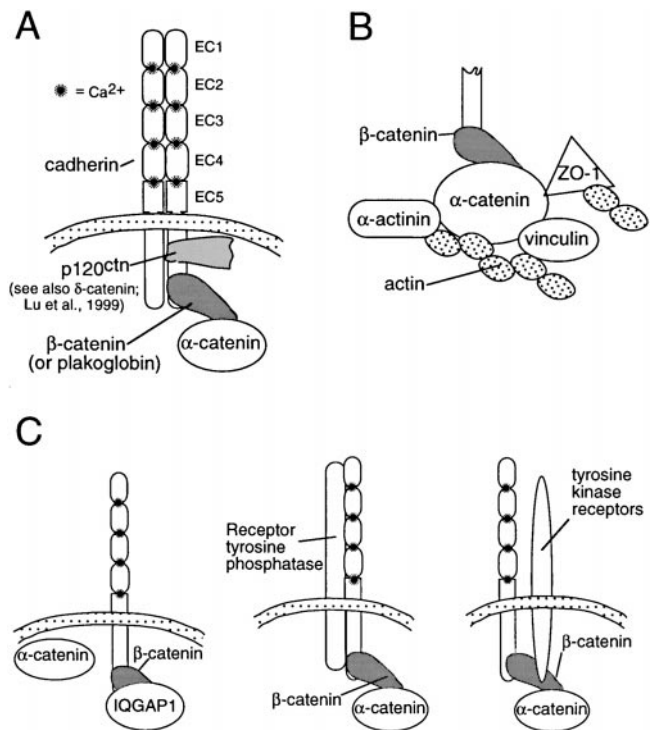 A
EC1
EC2
EC3
EC4
EC5
= Ca2+
cadherin
p120ctn
(see also δ-catenin;
Lu et al., 1999)
β-catenin
(or plakoglobin)
α-catenin
B
β-catenin
ZO-1
α-catenin
α-actinin
vinculin
actin
C
α-catenin
β-catenin
IQGAP1
Receptor
tyrosine
phosphatase
β-catenin
α-catenin
tyrosine
kinase
receptors
β-catenin
α-catenin